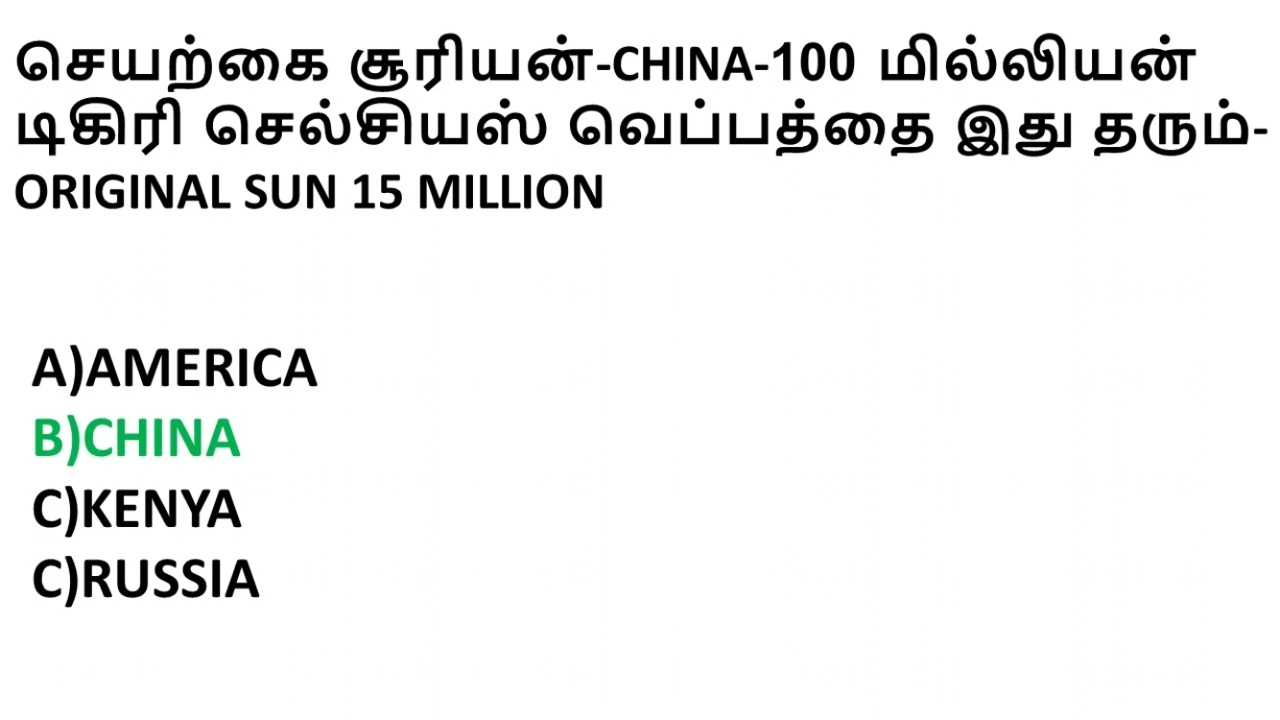 செயற்கை சூரியன்-CHINA-100 மில்லியன்
டிகிரி செல்சியஸ் வெப்பத்தை இது தரும்-
ORIGINAL SUN 15 MILLION
A)AMERICA
B)CHINA
C)KENYA
C)RUSSIA